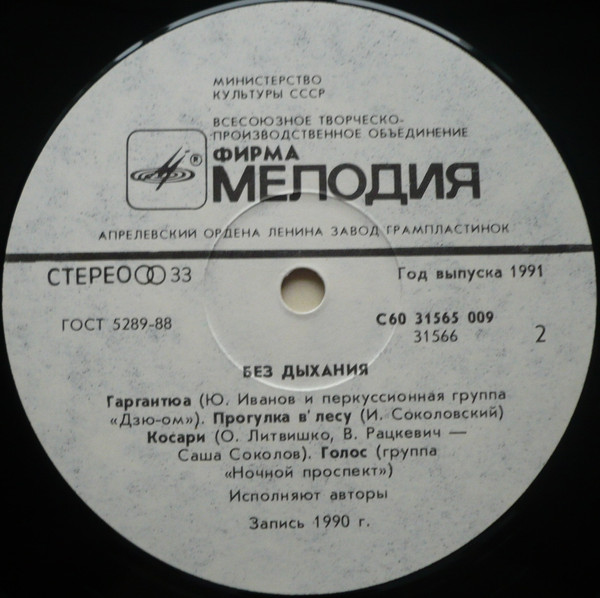 МИНИСТЕРСТВО
КУЛЬТУРЫ СССР
ВСЕСОЮЗНОЕ ТВОРЧЕСКО-
ПРОИЗВОДСТВЕННОЕ ОБЪЕДИНЕНИЕ
ФИРМА
® МЕЛОДИЯ
АПРЕЛЕВСКИЙ ОРДЕНА ЛЕНИНА ЗАВОД ГРАМПЛАСТИНОК
СТЕРЕО 33
Год выпуска 1991
ГОСТ 5289-88
С60 31565 009
31566
2
БЕЗ ДЫХАНИЯ
Гаргантюа (Ю. Иванов и перкуссионная группа
«Дзю-ом»). Прогулка в' лесу (И. Соколовский)
Косари (О. Литвишко, В. Рацкевич —
Саша Соколов). Голос (группа
«Ночной проспект»)
Исполняют авторы
Запись 1990 г.